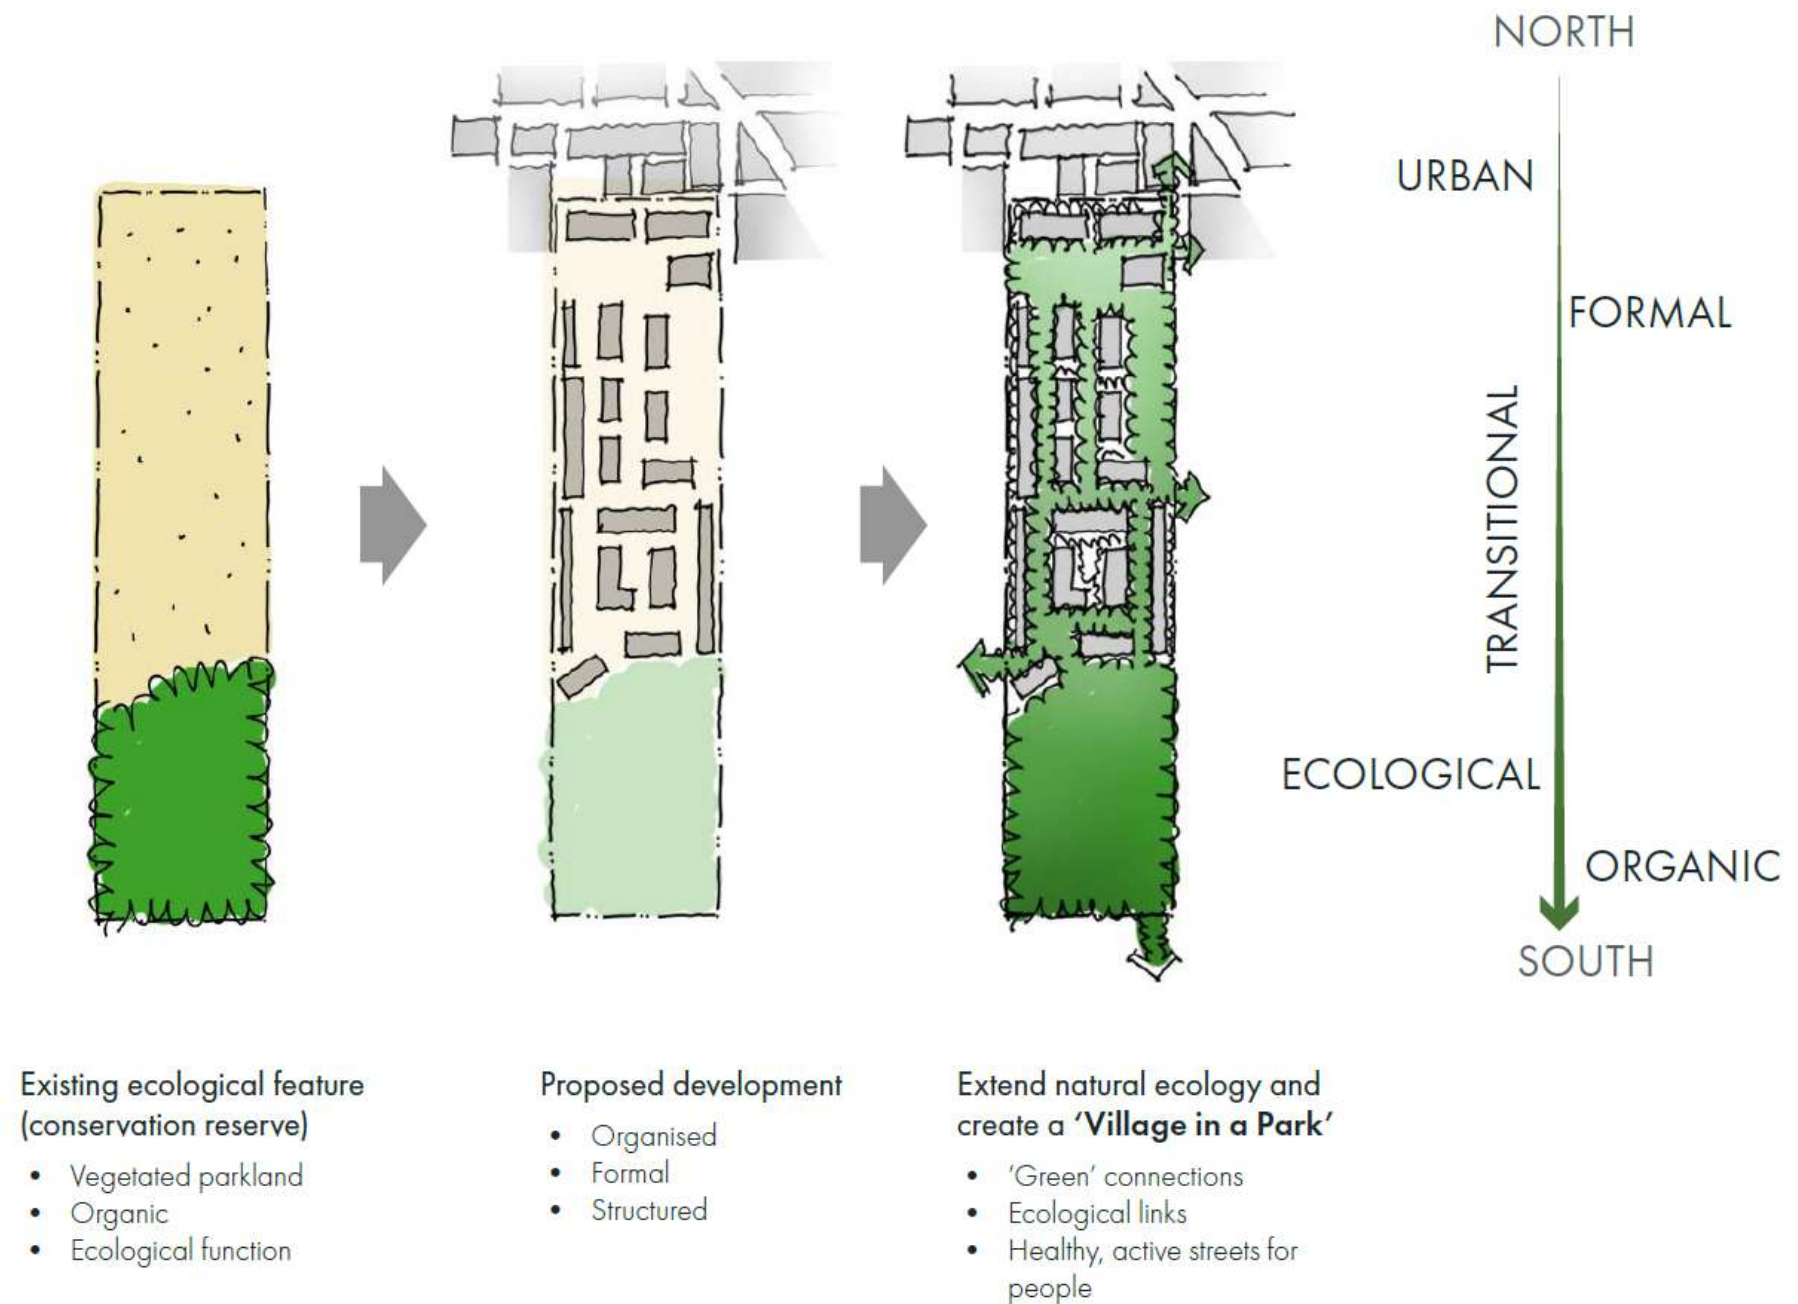 NORTH
URBAN
FORMAL
TRANSITIONAL
ECOLOGICAL
ORGANIC
SOUTH
Existing ecological feature
(conservation reserve)
• Vegetated parkland
• Organic
• Ecological function
Proposed development
• Organised
• Formal
• Structured
Extend natural ecology and
create a ‘Village in a Park’
• ‘Green’ connections
• Ecological links
• Healthy, active streets for
people